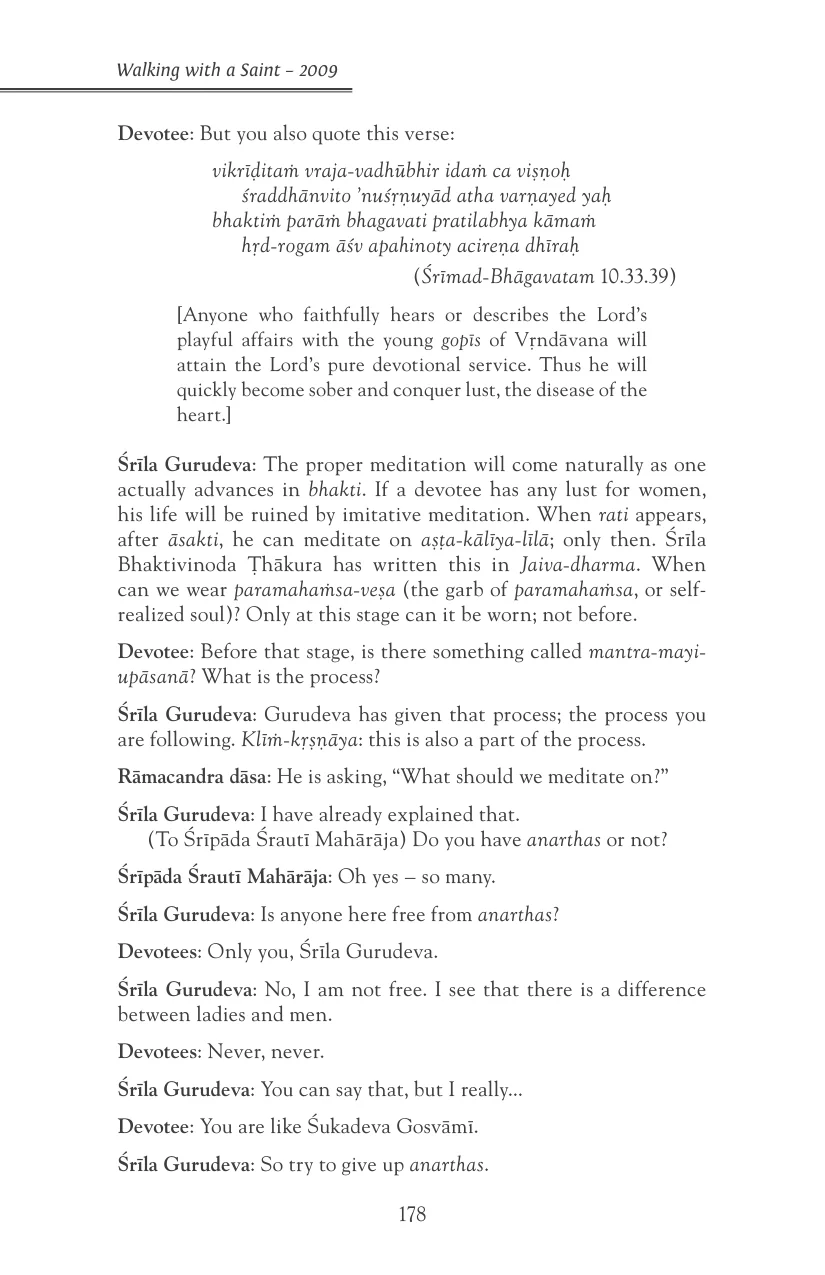 Walking with a Saint – 2009
Devotee: But you also quote this verse:
vikrīḍitaṁ vraja-vadhūbhir idaṁ ca viṣṇoḥ
śraddhānvito ’nuśṛṇuyād atha varṇayed yaḥ
bhaktiṁ parāṁ bhagavati pratilabhya kāmaṁ
hṛd-rogam āśv apahinoty acireṇa dhīraḥ
(Śrīmad-Bhāgavatam 10.33.39)
[Anyone who faithfully hears or describes the Lord’s
playful affairs with the young gopīs of Vṛndāvana will
attain the Lord’s pure devotional service. Thus he will
quickly become sober and conquer lust, the disease of the
heart.]
Śrīla Gurudeva: The proper meditation will come naturally as one
actually advances in bhakti. If a devotee has any lust for women,
his life will be ruined by imitative meditation. When rati appears,
after āsakti, he can meditate on aṣṭa-kālīya-līlā; only then. Śrīla
Bhaktivinoda Ṭhākura has written this in Jaiva-dharma. When
can we wear paramahaṁsa-veṣa (the garb of paramahaṁsa, or self-
realized soul)? Only at this stage can it be worn; not before.
Devotee: Before that stage, is there something called mantra-mayi-
upāsanā? What is the process?
Śrīla Gurudeva: Gurudeva has given that process; the process you
are following. Klīṁ-kṛṣṇāya: this is also a part of the process.
Rāmacandra dāsa: He is asking, “What should we meditate on?”
Śrīla Gurudeva: I have already explained that.
(To Śrīpāda Śrautī Mahārāja) Do you have anarthas or not?
Śrīpāda Śrautī Mahārāja: Oh yes – so many.
Śrīla Gurudeva: Is anyone here free from anarthas?
Devotees: Only you, Śrīla Gurudeva.
Śrīla Gurudeva: No, I am not free. I see that there is a difference
between ladies and men.
Devotees: Never, never.
Śrīla Gurudeva: You can say that, but I really...
Devotee: You are like Śukadeva Gosvāmī.
Śrīla Gurudeva: So try to give up anarthas.
178